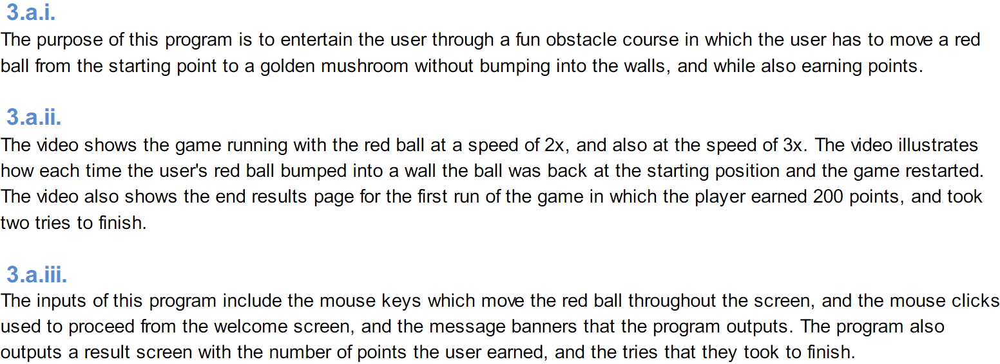 3.a.i.
The purpose of this program is to entertain the user through a fun obstacle course in which the user has to move a red
ball from the starting point to a golden mushroom without bumping into the walls, and while also earning points.
3.a.ii.
The video shows the game running with the red ball at a speed of 2x, and also at the speed of 3x. The video illustrates
how each time the user's red ball bumped into a wall the ball was back at the starting position and the game restarted.
The video also shows the end results page for the first run of the game in which the player earned 200 points, and took
two tries to finish.
3.a.iii.
The inputs of this program include the mouse keys which move the red ball throughout the screen, and the mouse clicks
used to proceed from the welcome screen, and the message banners that the program outputs. The program also
outputs a result screen with the number of points the user earned, and the tries that they took to finish.